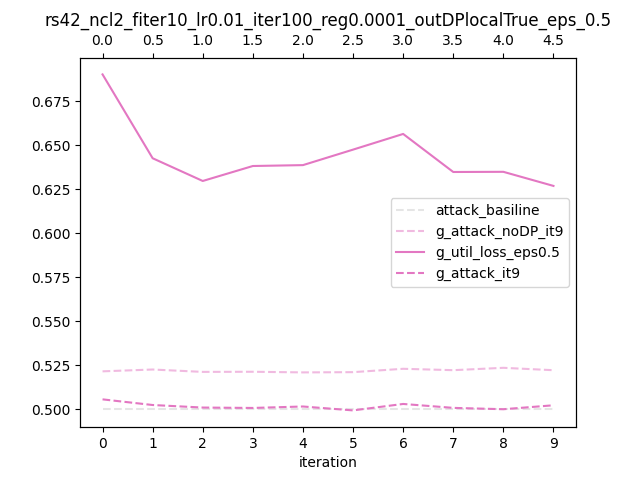 rs42_ncl2_fiter10_lr0.01_iter100_reg0.0001_outDPlocalTrue_eps_0.5
0.0 0.5 1.0 1.5 2.0 2.5 3.0 3.5 4.0 4.5
0.675
0.650
0.625
0.600
0.575
0.550
0.525
0.500
attack_basiline
g_attack_noDP_it9
g_util_loss_eps0.5
g_attack_it9
0 1 2 3 4 5 6 7 8 9
iteration